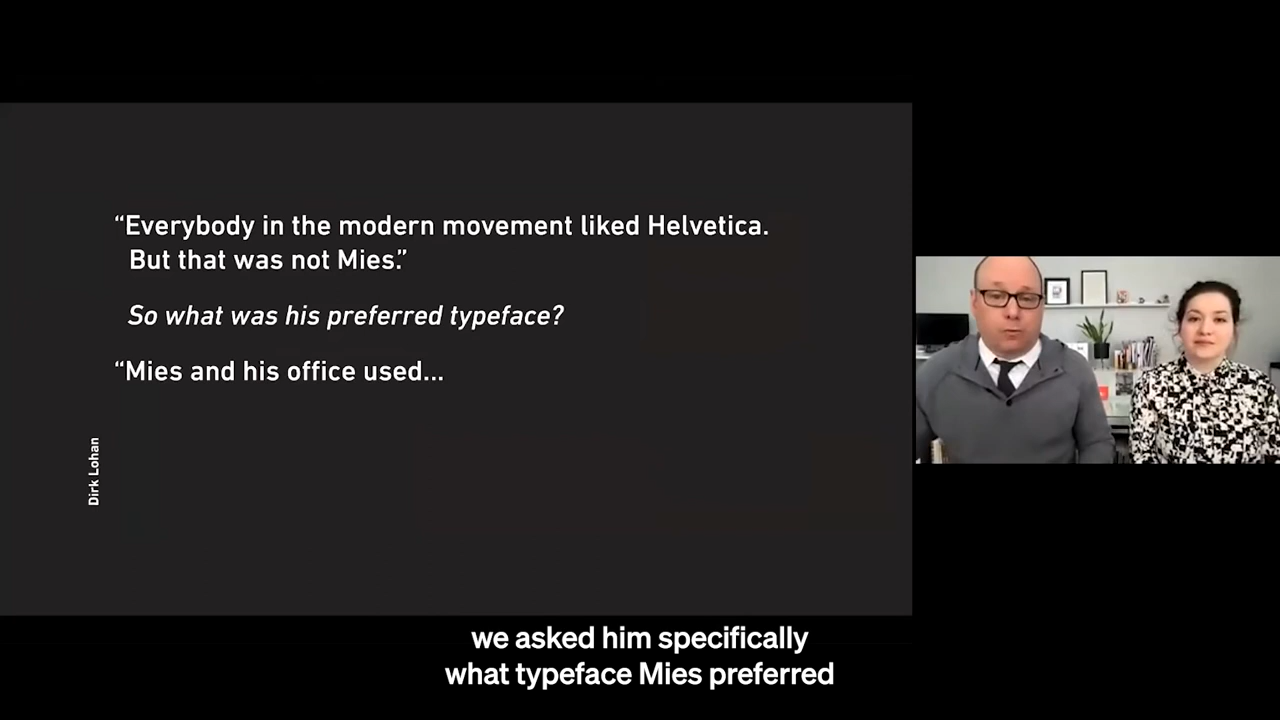 “Everybody in the modern movement liked Helvetica.
But that was not Mies.”
So what was his preferred typeface?
“Mies and his office used...
Dirk Lohan
we asked him specifically
what typeface Mies preferred